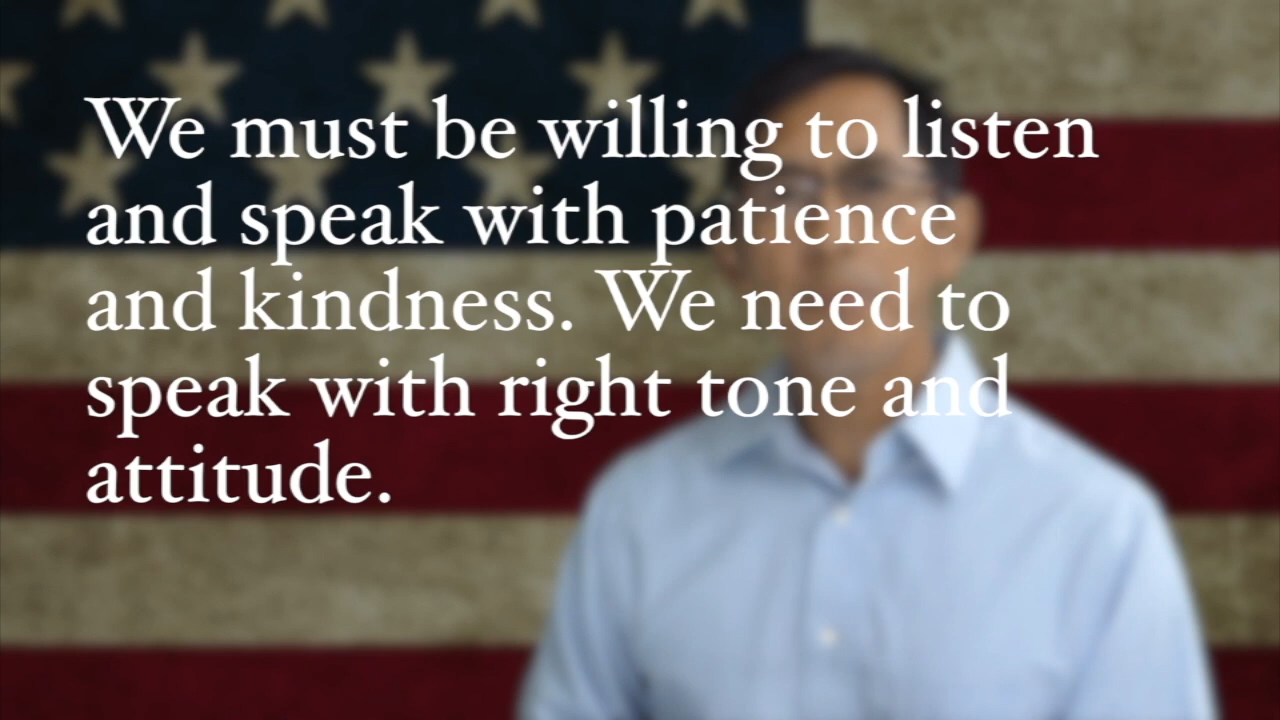 We must be willing to listen
and speak with patience
and kindness. We need to
speak with right tone and
attitude.